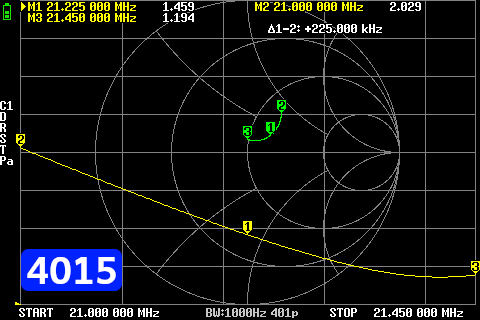 ▸M1 21.225 000 MHz 1.459 M2 21.000 000 MHz 2.029
M3 21.450 000 MHz 1.194
Δ1-2: +225.000 kHz
C1
D
R
S
T
Pa
2
3
1
2
1
3
4015
START 21.000 000 MHz BW:1000Hz 401p STOP 21.450 000 MHz